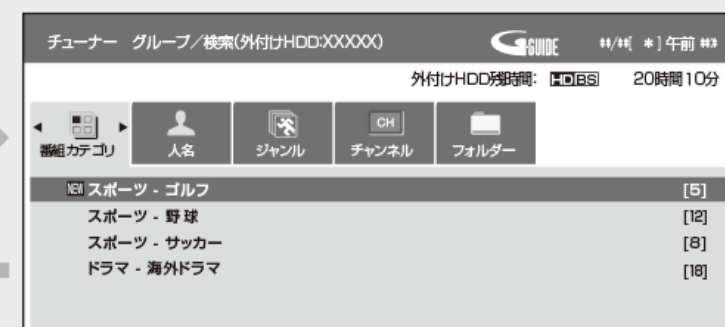 チューナー グループ／検索(外付けHDD:XXXXX) G-GUIDE **/**[ *]午前 **:*
外付けHDD残時間: HD BS 20時間10分
番組カテゴリ 人名 ジャンル CH チャンネル フォルダー
NEW スポーツ - ゴルフ [5]
スポーツ - 野球 [12]
スポーツ - サッカー [8]
ドラマ - 海外ドラマ [18]